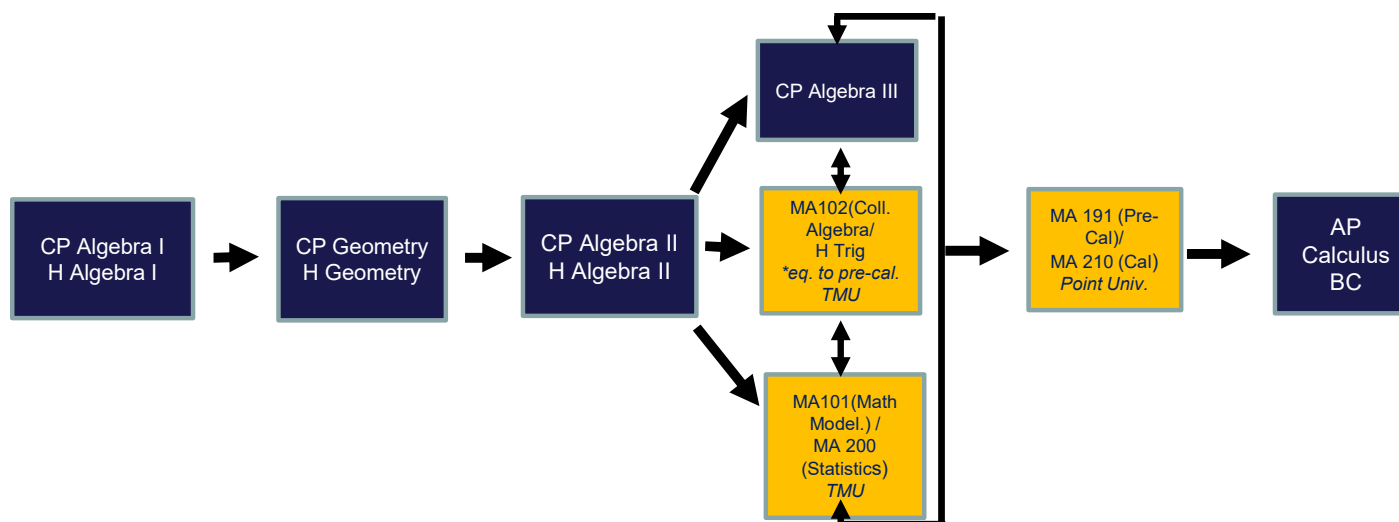 CP Algebra I
H Algebra I
CP Geometry
H Geometry
CP Algebra II
H Algebra II
CP Algebra III
MA102(Coll.
Algebra/
H Trig
*eq. to pre-cal.
TMU
MA101(Math
Model.) /
MA 200
(Statistics)
TMU
MA 191 (Pre-
Cal)/
MA 210 (Cal)
Point Univ.
AP
Calculus
BC